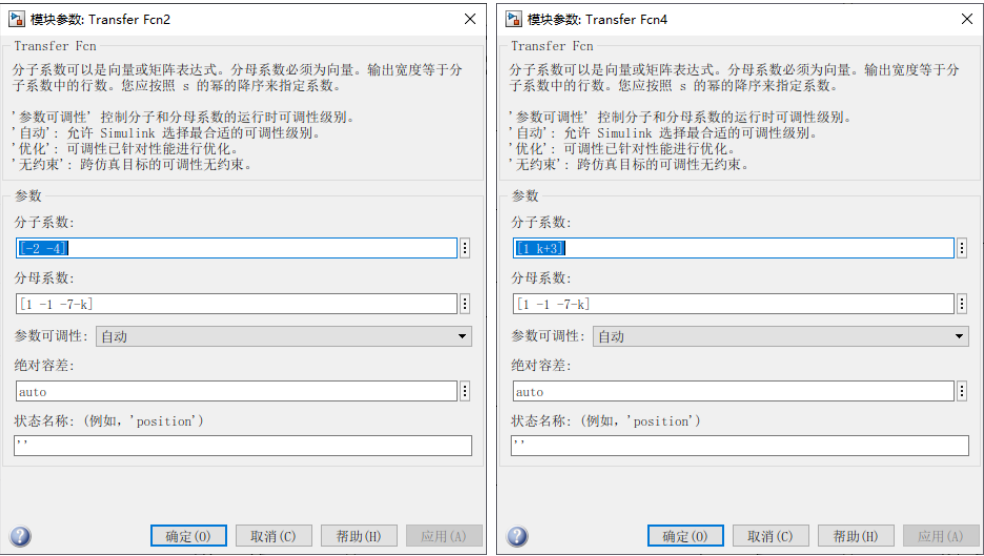 模块参数: Transfer Fcn2
Transfer Fcn
分子系数可以是向量或矩阵表达式。分母系数必须为向量。输出宽度等于分
子系数中的行数。您应按照 s 的幂的降序来指定系数。
'参数可调性' 控制分子和分母系数的运行时可调性级别。
'自动': 允许 Simulink 选择最合适的可调性级别。
'优化': 可调性已针对性能进行优化。
'无约束': 跨仿真目标的可调性无约束。
参数
分子系数:
[-2 -4]
分母系数:
[1 -1 -7-k]
参数可调性: 自动
绝对容差:
auto
状态名称: (例如, 'position')
''
确定(O) 取消(C) 帮助(H) 应用(A)
模块参数: Transfer Fcn4
Transfer Fcn
分子系数可以是向量或矩阵表达式。分母系数必须为向量。输出宽度等于分
子系数中的行数。您应按照 s 的幂的降序来指定系数。
'参数可调性' 控制分子和分母系数的运行时可调性级别。
'自动': 允许 Simulink 选择最合适的可调性级别。
'优化': 可调性已针对性能进行优化。
'无约束': 跨仿真目标的可调性无约束。
参数
分子系数:
[1 k+3]
分母系数:
[1 -1 -7-k]
参数可调性: 自动
绝对容差:
auto
状态名称: (例如, 'position')
''
确定(O) 取消(C) 帮助(H) 应用(A)